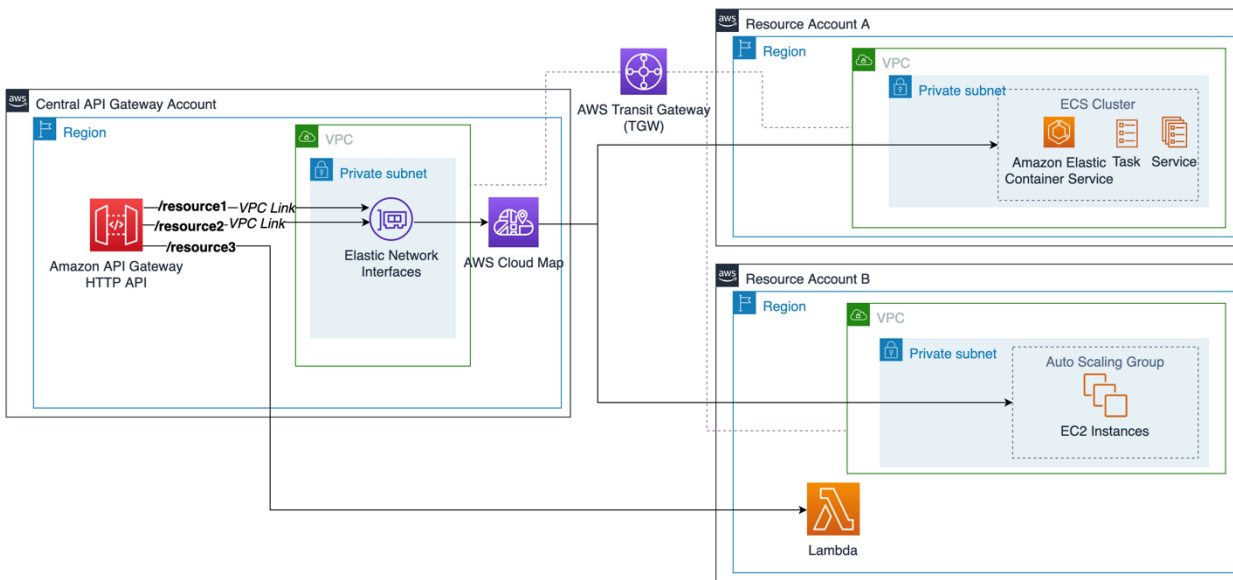 aws
Central API Gateway Account
Region
VPC
Private subnet
/resource1
VPC Link
/resource2
VPC Link
/resource3
Amazon API Gateway
HTTP API
Elastic Network
Interfaces
AWS Cloud Map
AWS Transit Gateway
(TGW)
aws
Resource Account A
Region
VPC
Private subnet
ECS Cluster
Amazon Elastic
Container Service
Task
Service
aws
Resource Account B
Region
VPC
Private subnet
Auto Scaling Group
EC2 Instances
Lambda